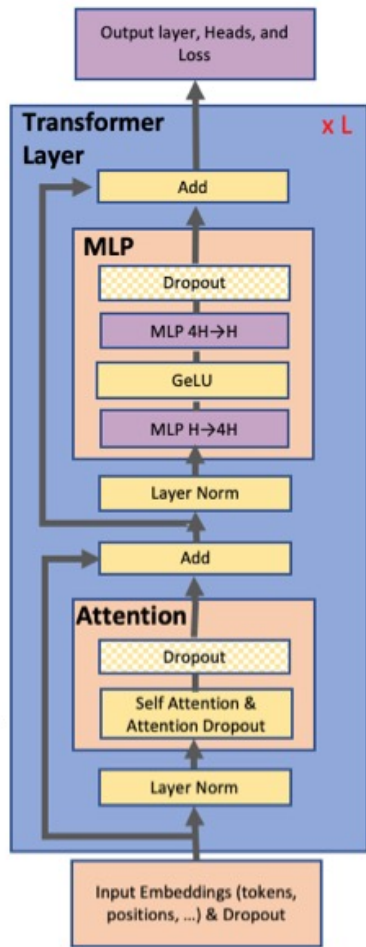 Output layer, Heads, and
Loss
Transformer
Layer
x L
Add
MLP
Dropout
MLP 4H→H
GeLU
MLP H→4H
Layer Norm
Add
Attention
Dropout
Self Attention &
Attention Dropout
Layer Norm
Input Embeddings (tokens,
positions, ...) & Dropout